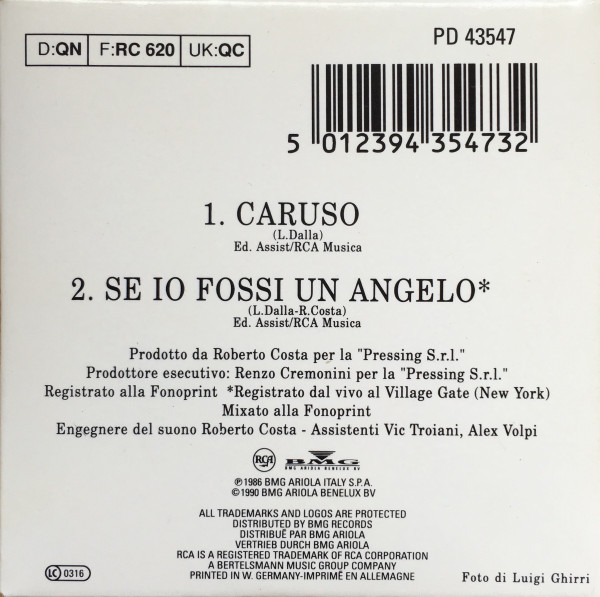 D:QN F:RC 620 UK:QC
PD 43547
5 012394 354732
1. CARUSO
(L.Dalla)
Ed. Assist/RCA Musica
2. SE IO FOSSI UN ANGELO*
(L.Dalla-R.Costa)
Ed. Assist/RCA Musica
Prodotto da Roberto Costa per la "Pressing S.r.l."
Produttore esecutivo: Renzo Cremonini per la "Pressing S.r.l."
Registrato alla Fonoprint *Registrato dal vivo al Village Gate (New York)
Mixato alla Fonoprint
Engegnere del suono Roberto Costa - Assistenti Vic Troiani, Alex Volpi
RCA BMG
BMG ARIOLA BENELUX BV
℗ 1986 BMG ARIOLA ITALY S.P.A.
© 1990 BMG ARIOLA BENELUX BV
ALL TRADEMARKS AND LOGOS ARE PROTECTED
DISTRIBUTED BY BMG RECORDS
DISTRIBUÉ PAR BMG ARIOLA
VERTRIEB DURCH BMG ARIOLA
RCA IS A REGISTERED TRADEMARK OF RCA CORPORATION
A BERTELSMANN MUSIC GROUP COMPANY
PRINTED IN W. GERMANY-IMPRIMÉ EN ALLEMAGNE
LC 0316
Foto di Luigi Ghirri